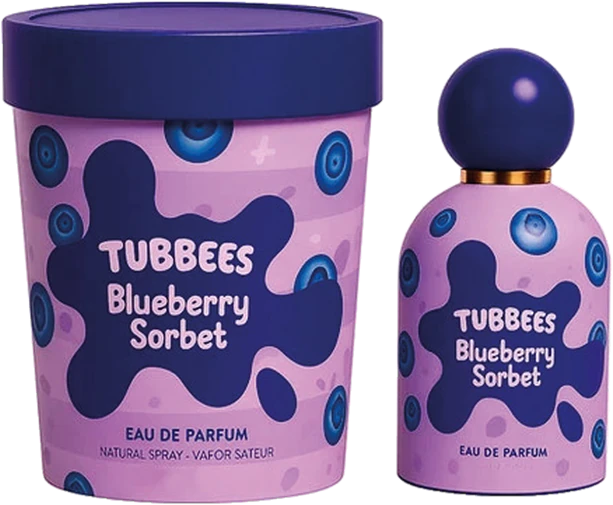 TUBBEES
Blueberry
Sorbet
EAU DE PARFUM
NATURAL SPRAY - VAFOR SATEUR
TUBBEES
Blueberry
Sorbet
EAU DE PARFUM